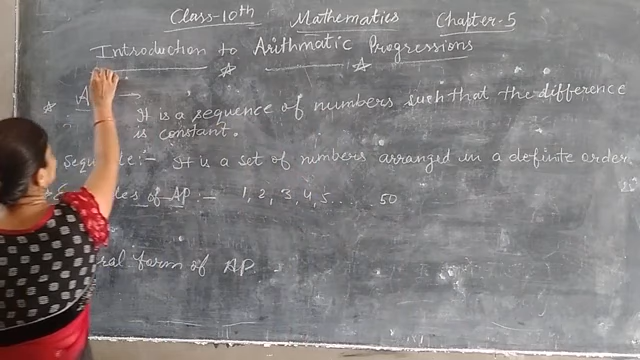 Class-10th Mathematics Chapter-5
Introduction to Arithmatic Progressions
A →
It is a sequence of numbers such that the difference
is constant.
Sequence:- It is a set of numbers arranged in a definite order
of AP:- 1, 2, 3, 4, 5 . . . . 50
form of AP -